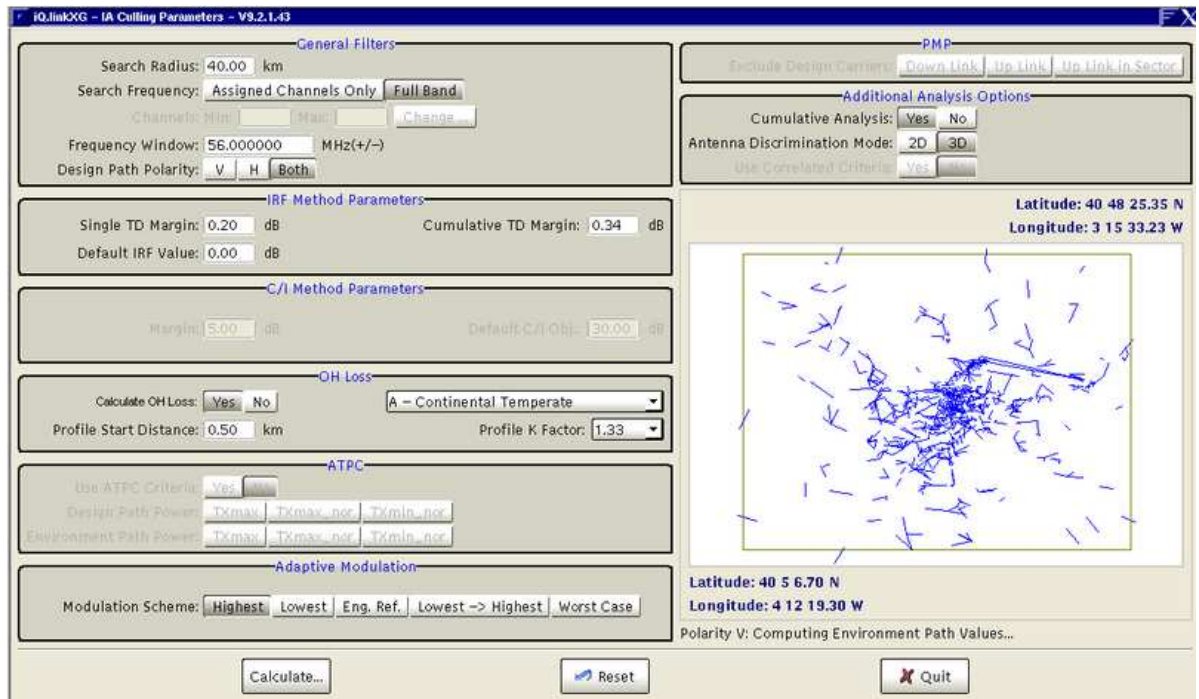 iQ.linkXG – IA Culling Parameters – V9.2.1.43
General Filters
Search Radius: 40.00 km
Search Frequency: Assigned Channels Only Full Band
Channels: Min: Max: Change ...
Frequency Window: 56.000000 MHz(+/–)
Design Path Polarity: V H Both
IRF Method Parameters
Single TD Margin: 0.20 dB Cumulative TD Margin: 0.34 dB
Default IRF Value: 0.00 dB
C/I Method Parameters
Margin: 5.00 dB Default C/I Obj.: 30.00 dB
OH Loss
Calculate OH Loss: Yes No A – Continental Temperate
Profile Start Distance: 0.50 km Profile K Factor: 1.33
ATPC
Use ATPC Criteria: Yes No
Design Path Power: TXmax TXmax_nor TXmin_nor
Environment Path Power: TXmax TXmax_nor TXmin_nor
Adaptive Modulation
Modulation Scheme: Highest Lowest Eng. Ref. Lowest –> Highest Worst Case
PMP
Exclude Design Carriers: Down Link Up Link Up Link in Sector
Additional Analysis Options
Cumulative Analysis: Yes No
Antenna Discrimination Mode: 2D 3D
Use Correlated Criteria: Yes No
Latitude: 40 48 25.35 N
Longitude: 3 15 33.23 W
Latitude: 40 5 6.70 N
Longitude: 4 12 19.30 W
Polarity V: Computing Environment Path Values...
Calculate... Reset Quit